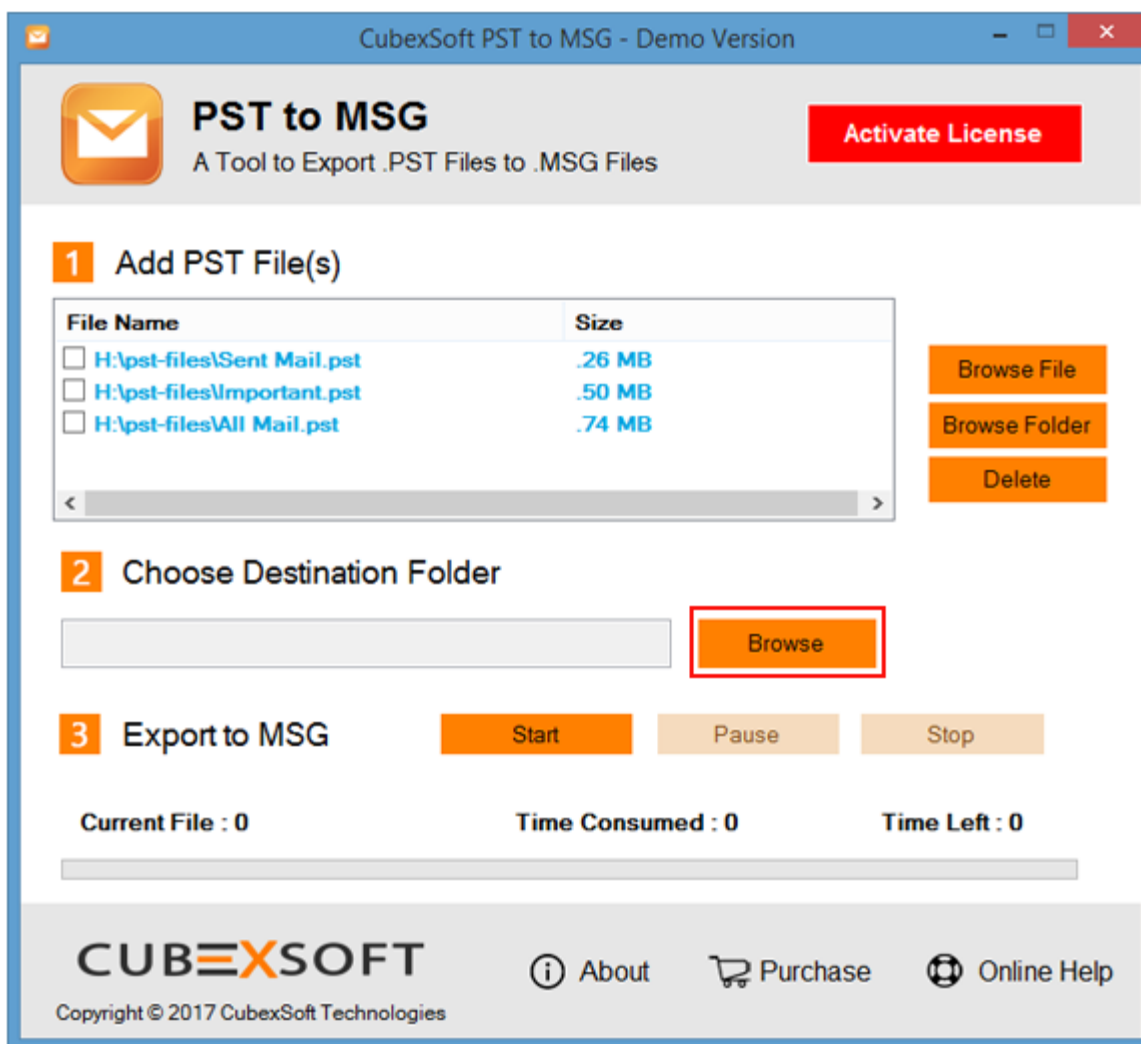 CubexSoft PST to MSG - Demo Version
PST to MSG
A Tool to Export .PST Files to .MSG Files
Activate License
1 Add PST File(s)
File Name Size
H:\pst-files\Sent Mail.pst .26 MB
H:\pst-files\Important.pst .50 MB
H:\pst-files\All Mail.pst .74 MB
Browse File
Browse Folder
Delete
2 Choose Destination Folder
Browse
3 Export to MSG Start Pause Stop
Current File : 0 Time Consumed : 0 Time Left : 0
CUBEXSOFT
About Purchase Online Help
Copyright © 2017 CubexSoft Technologies